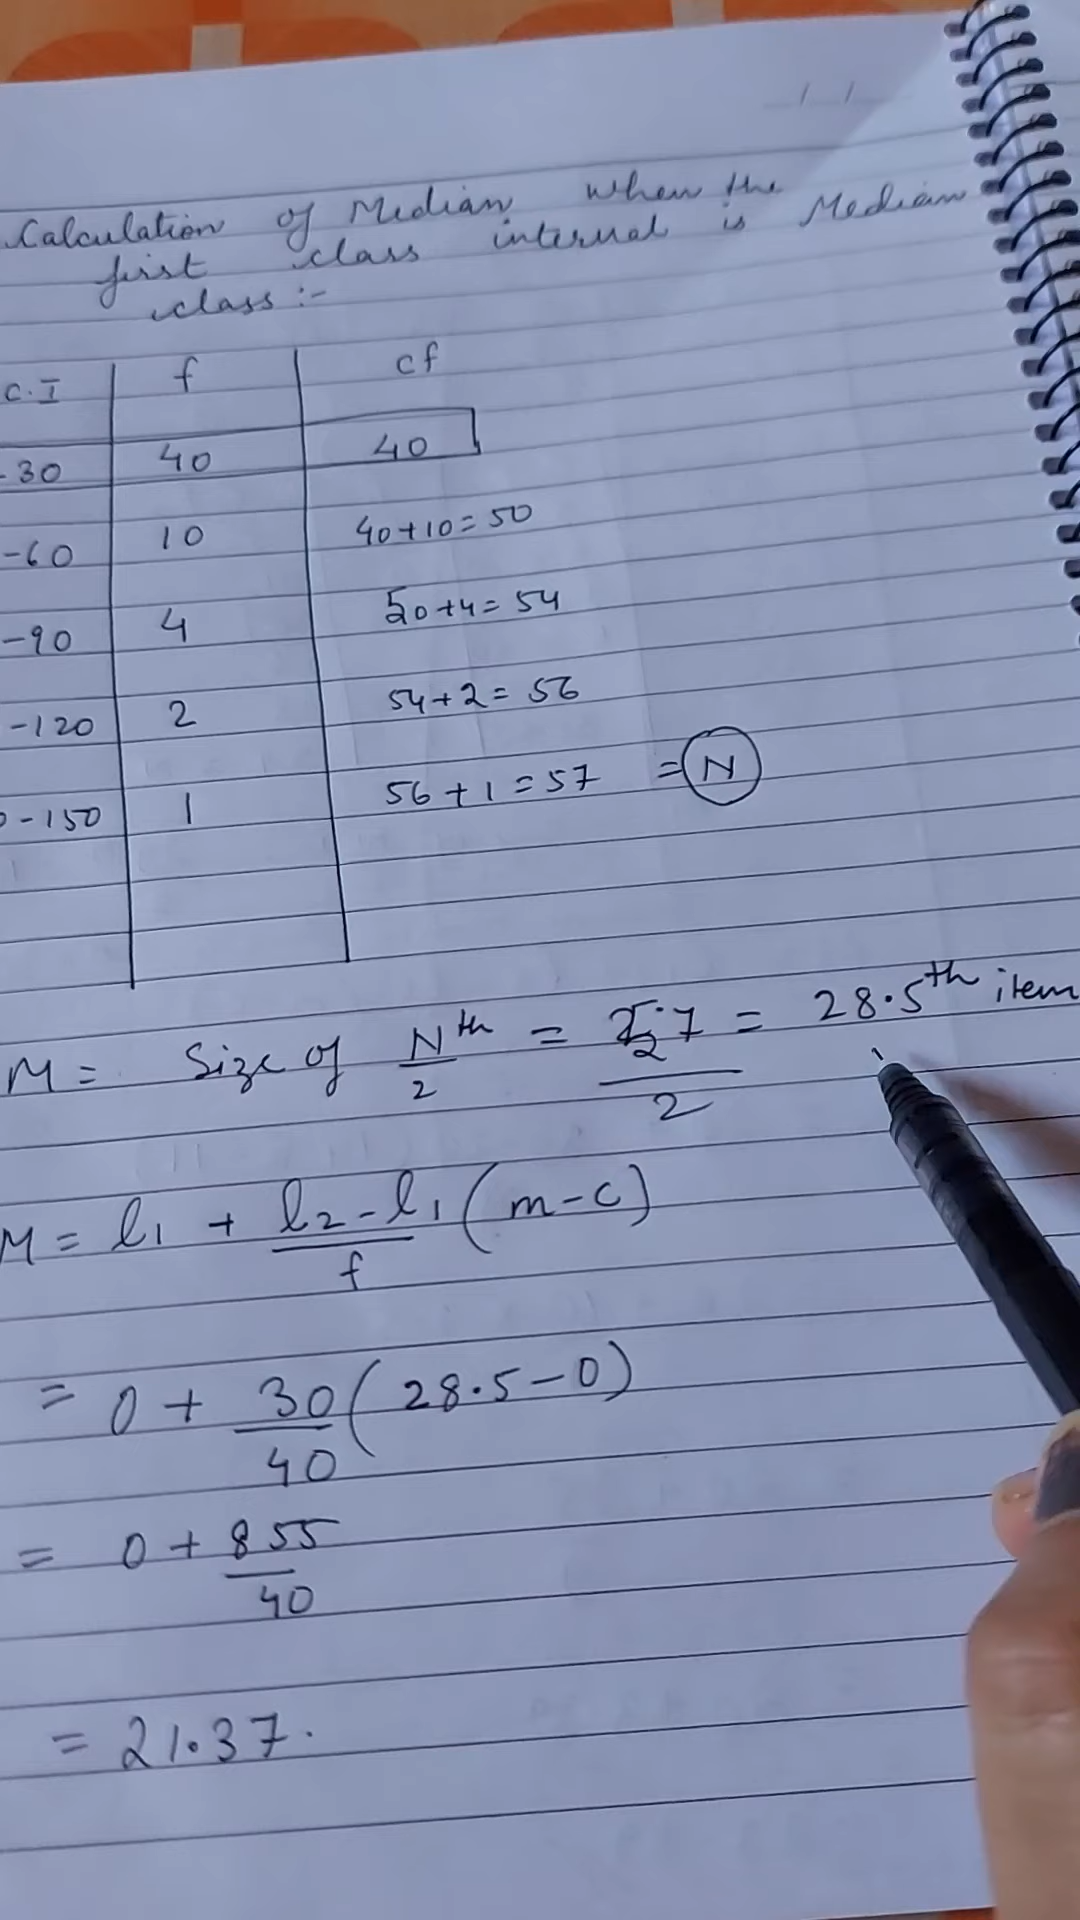 / /
Calculation of Median, when the
first class interval is Median
class :-
C.I f cf
-30 40 40
-60 10 40+10=50
-90 4 50+4=54
-120 2 54+2=56
0-150 1 56+1=57 = N
M = Size of N/2 th = 57/2 = 28.5th item
M = l1 + l2-l1/f (m-c)
= 0 + 30/40 (28.5-0)
= 0 + 855/40
= 21.37.